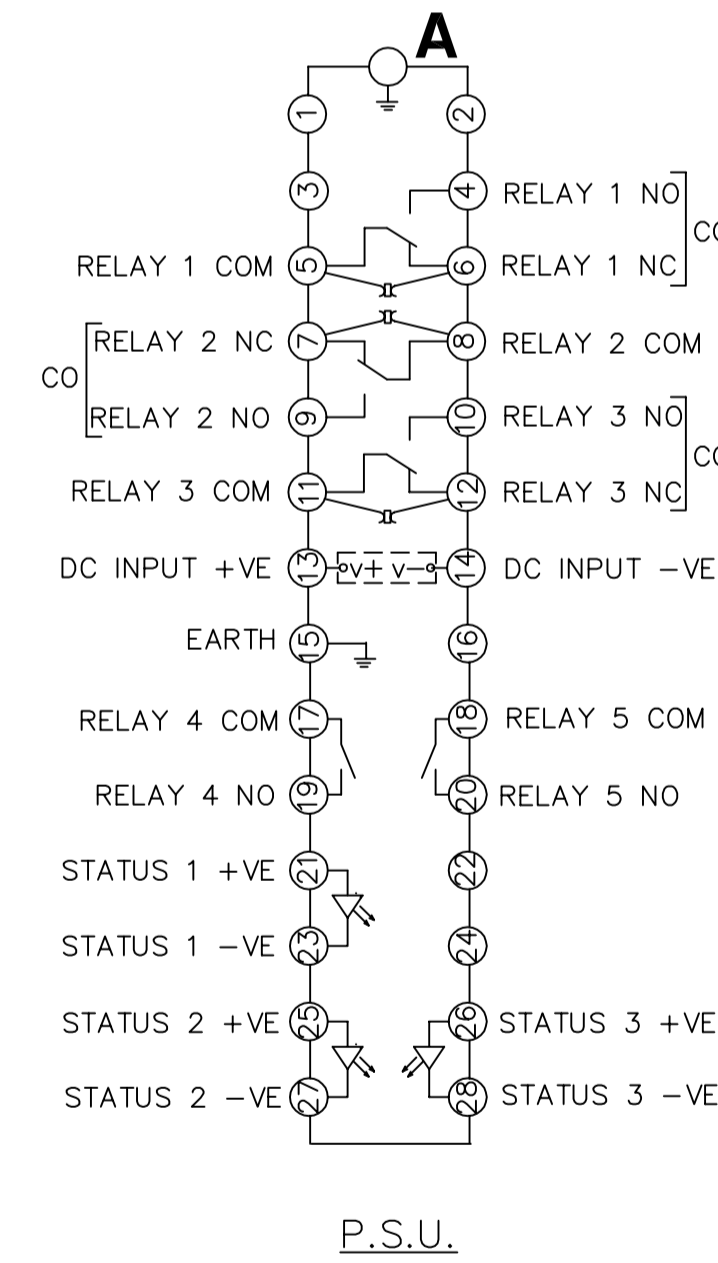 A
1 2
3 4 RELAY 1 NO
CO
RELAY 1 COM 5 6 RELAY 1 NC
RELAY 2 NC 7 8 RELAY 2 COM
CO
RELAY 2 NO 9 10 RELAY 3 NO
CO
RELAY 3 COM 11 12 RELAY 3 NC
DC INPUT +VE 13 V+ V- 14 DC INPUT -VE
EARTH 15 16
RELAY 4 COM 17 18 RELAY 5 COM
RELAY 4 NO 19 20 RELAY 5 NO
STATUS 1 +VE 21 22
STATUS 1 -VE 23 24
STATUS 2 +VE 25 26 STATUS 3 +VE
STATUS 2 -VE 27 28 STATUS 3 -VE
P.S.U.